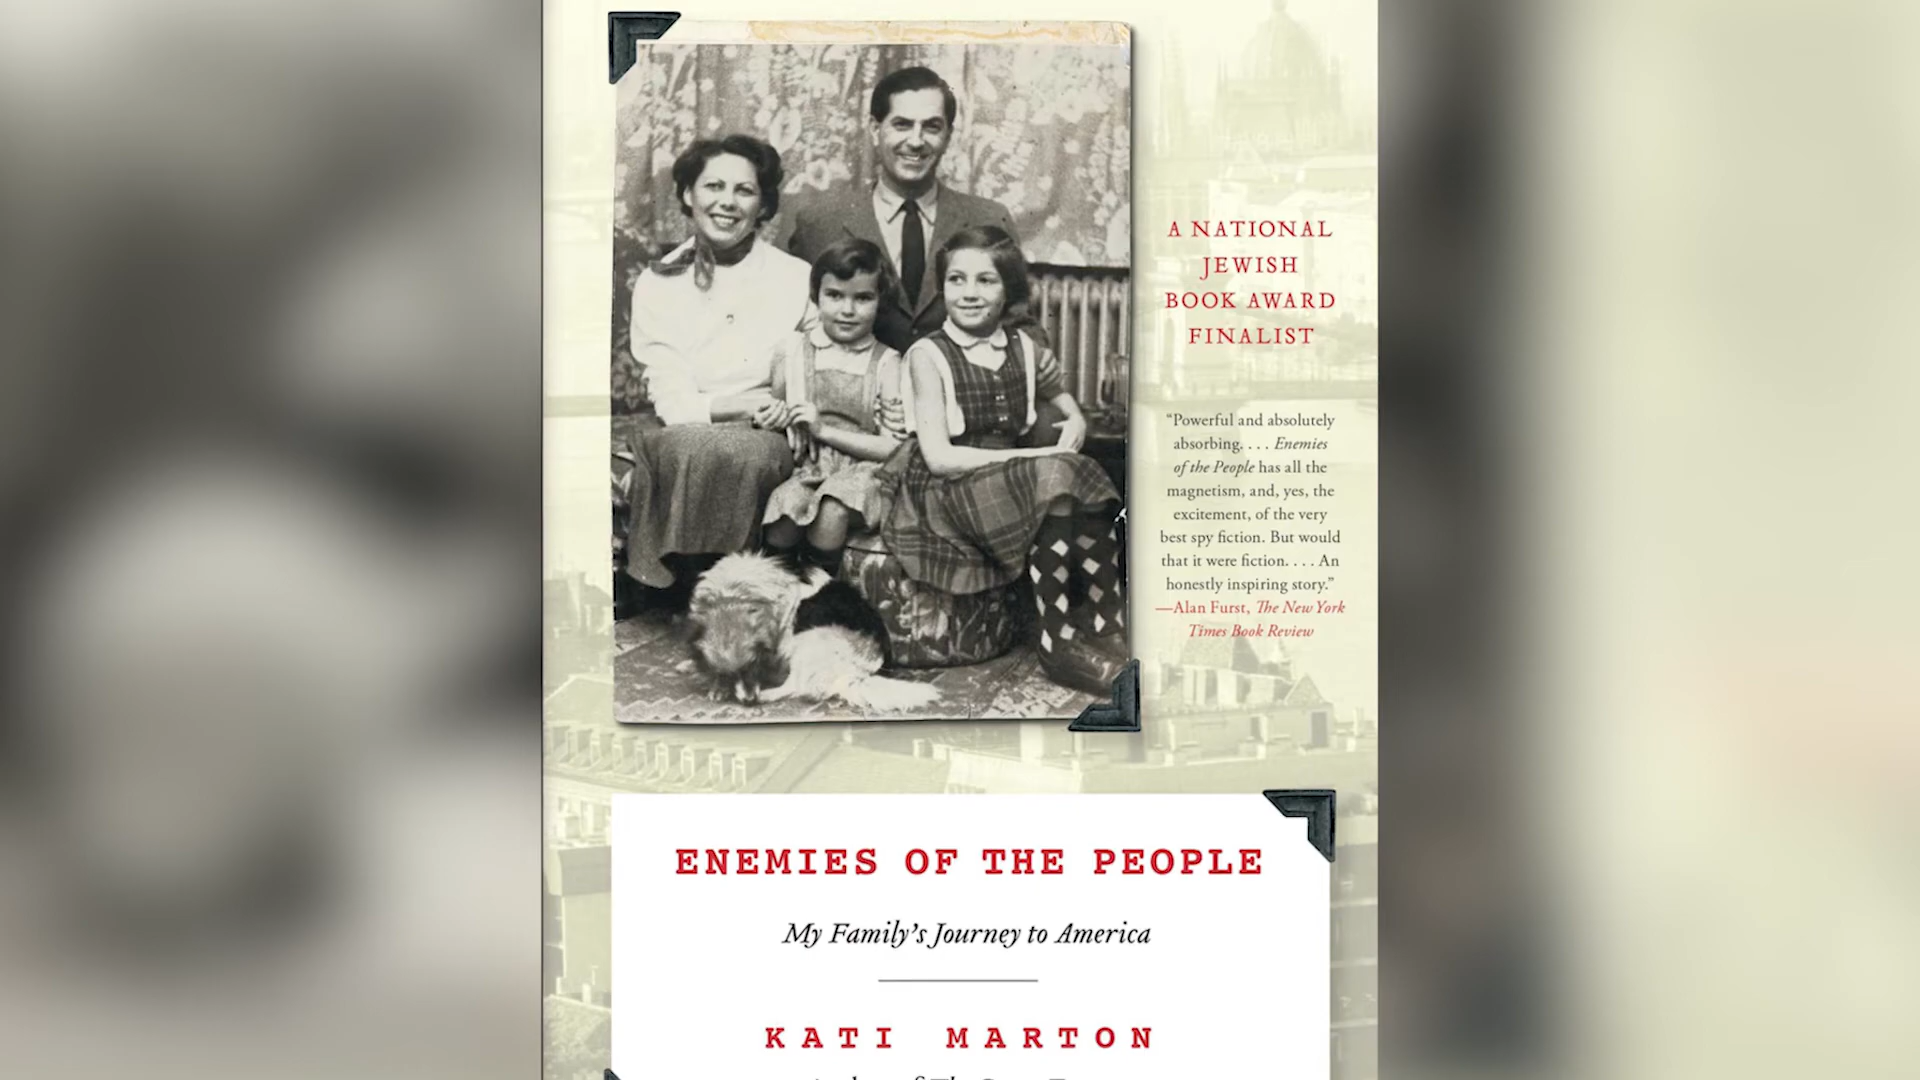 A NATIONAL
JEWISH
BOOK AWARD
FINALIST
“Powerful and absolutely
absorbing. . . . Enemies
of the People has all the
magnetism, and, yes, the
excitement, of the very
best spy fiction. But would
that it were fiction. . . . An
honestly inspiring story.”
—Alan Furst, The New York
Times Book Review
ENEMIES OF THE PEOPLE
My Family’s Journey to America
KATI MARTON